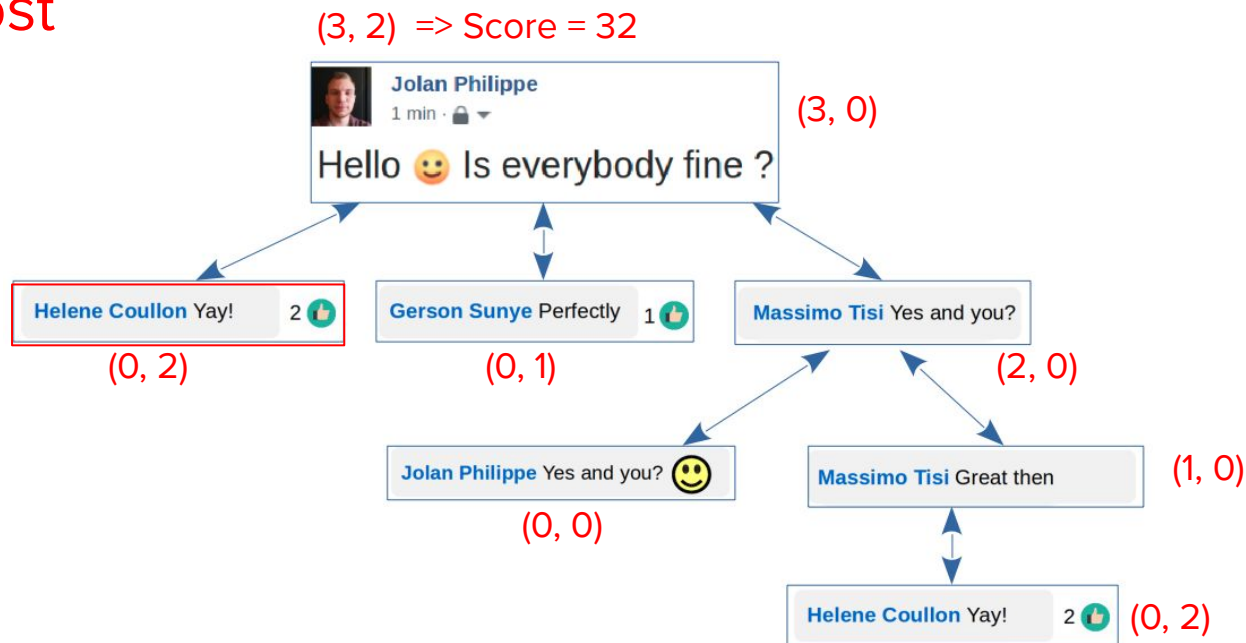 ost
(3, 2) => Score = 32
Jolan Philippe
1 min ·
(3, 0)
Hello 🙂 Is everybody fine ?
Helene Coullon Yay! 2
Gerson Sunye Perfectly 1
Massimo Tisi Yes and you?
(0, 2)
(0, 1)
(2, 0)
Jolan Philippe Yes and you?
Massimo Tisi Great then
(1, 0)
(0, 0)
Helene Coullon Yay! 2
(0, 2)